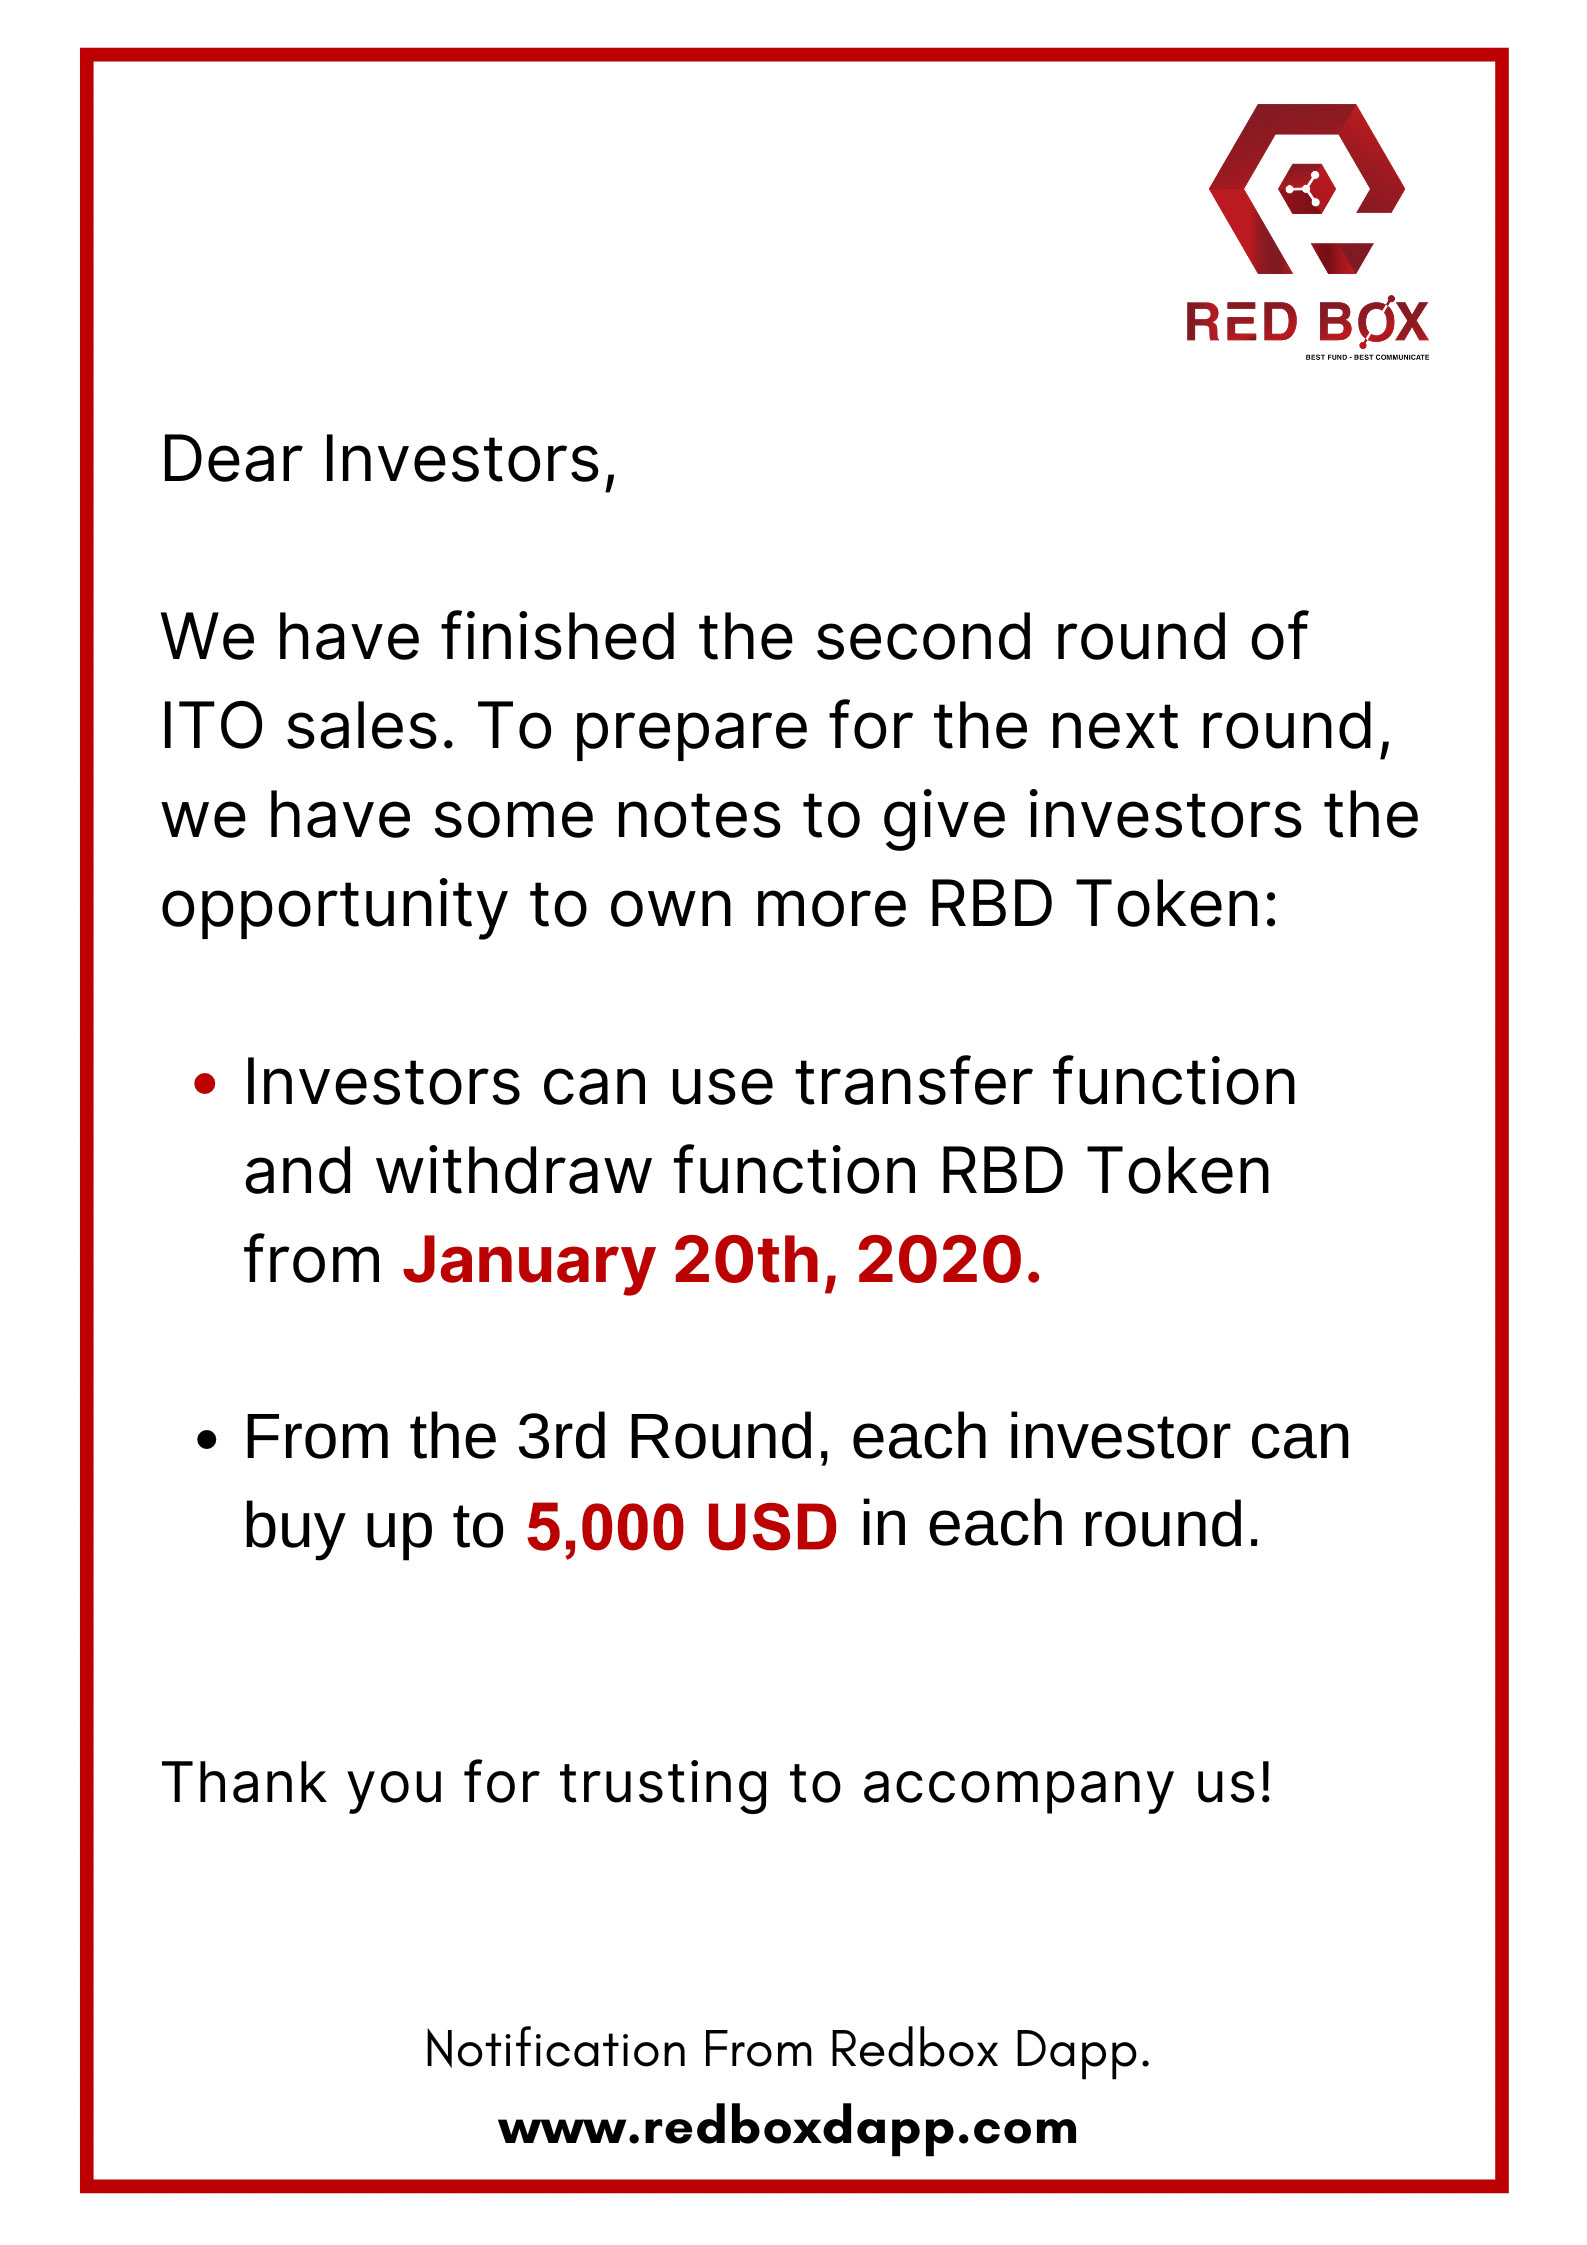 RED BOX
BEST FUND - BEST COMMUNICATE
Dear Investors,
We have finished the second round of
ITO sales. To prepare for the next round,
we have some notes to give investors the
opportunity to own more RBD Token:
• Investors can use transfer function
and withdraw function RBD Token
from January 20th, 2020.
• From the 3rd Round, each investor can
buy up to 5,000 USD in each round.
Thank you for trusting to accompany us!
Notification From Redbox Dapp.
www.redboxdapp.com